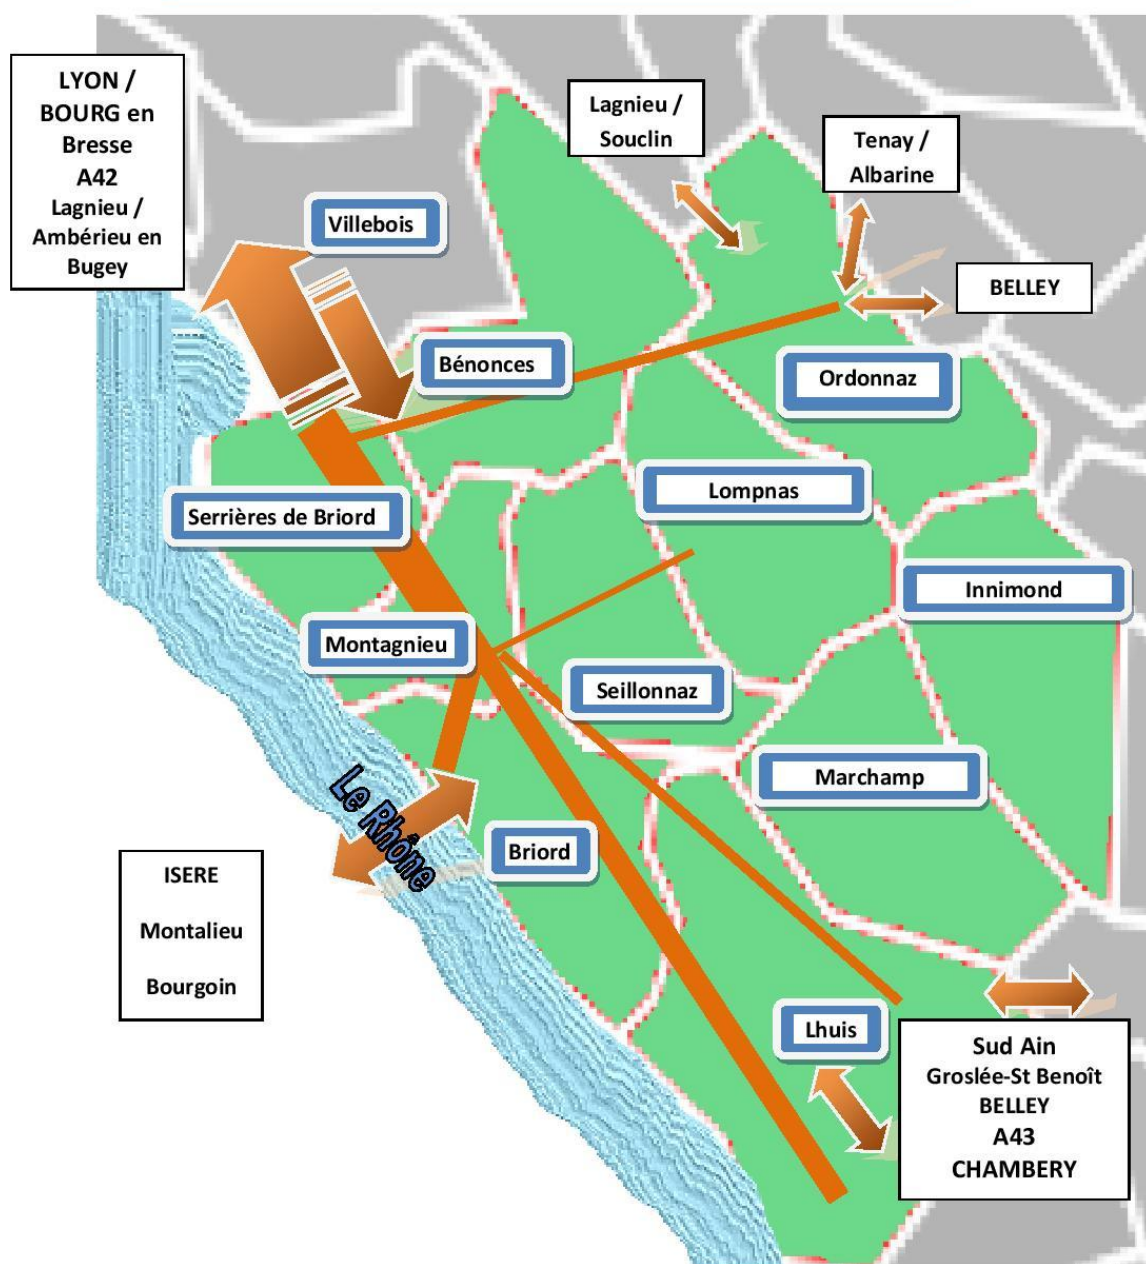 LYON /
BOURG en
Bresse
A42
Lagnieu /
Ambérieu en
Bugey
Lagnieu /
Souclin
Tenay /
Albarine
Villebois
BELLEY
Bénonces
Ordonnaz
Lompnas
Serrières de Briord
Innimond
Montagnieu
Seillonnaz
Marchamp
Le Rhône
Briord
ISERE
Montalieu
Bourgoin
Lhuis
Sud Ain
Groslée-St Benoît
BELLEY
A43
CHAMBERY